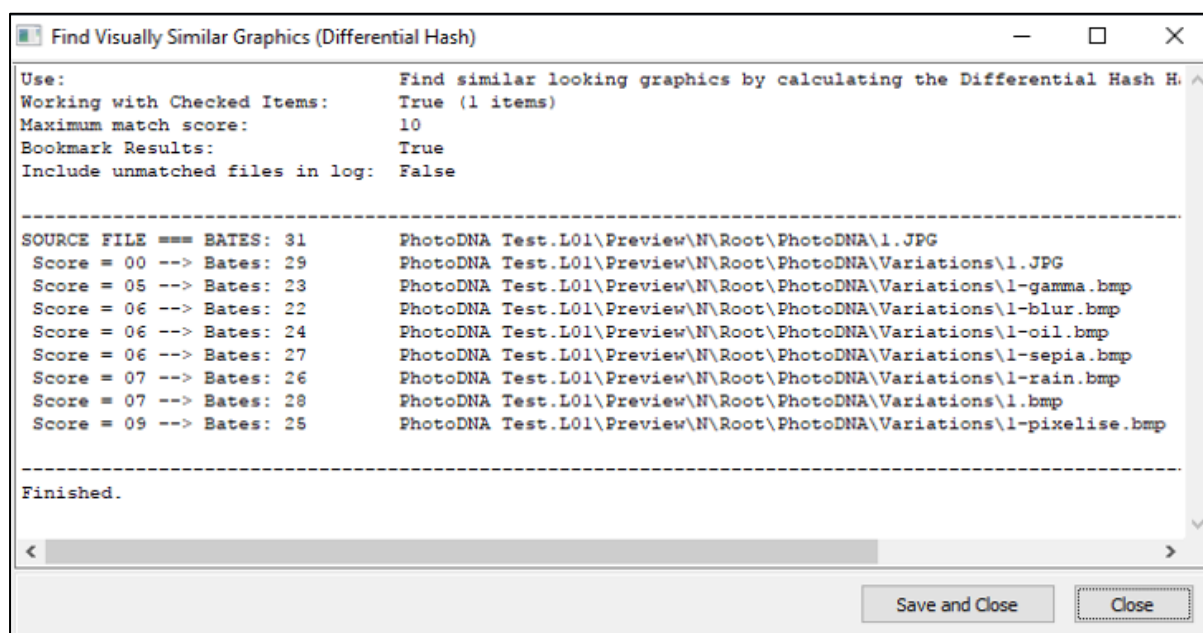 Find Visually Similar Graphics (Differential Hash)
Use: Find similar looking graphics by calculating the Differential Hash
Working with Checked Items: True (1 items)
Maximum match score: 10
Bookmark Results: True
Include unmatched files in log: False
SOURCE FILE === BATES: 31 PhotoDNA Test.L01\Preview\N\Root\PhotoDNA\1.JPG
Score = 00 --> Bates: 29 PhotoDNA Test.L01\Preview\N\Root\PhotoDNA\Variations\1.JPG
Score = 05 --> Bates: 23 PhotoDNA Test.L01\Preview\N\Root\PhotoDNA\Variations\1-gamma.bmp
Score = 06 --> Bates: 22 PhotoDNA Test.L01\Preview\N\Root\PhotoDNA\Variations\1-blur.bmp
Score = 06 --> Bates: 24 PhotoDNA Test.L01\Preview\N\Root\PhotoDNA\Variations\1-oil.bmp
Score = 06 --> Bates: 27 PhotoDNA Test.L01\Preview\N\Root\PhotoDNA\Variations\1-sepia.bmp
Score = 07 --> Bates: 26 PhotoDNA Test.L01\Preview\N\Root\PhotoDNA\Variations\1-rain.bmp
Score = 07 --> Bates: 28 PhotoDNA Test.L01\Preview\N\Root\PhotoDNA\Variations\1.bmp
Score = 09 --> Bates: 25 PhotoDNA Test.L01\Preview\N\Root\PhotoDNA\Variations\1-pixelise.bmp
Finished.
Save and Close Close